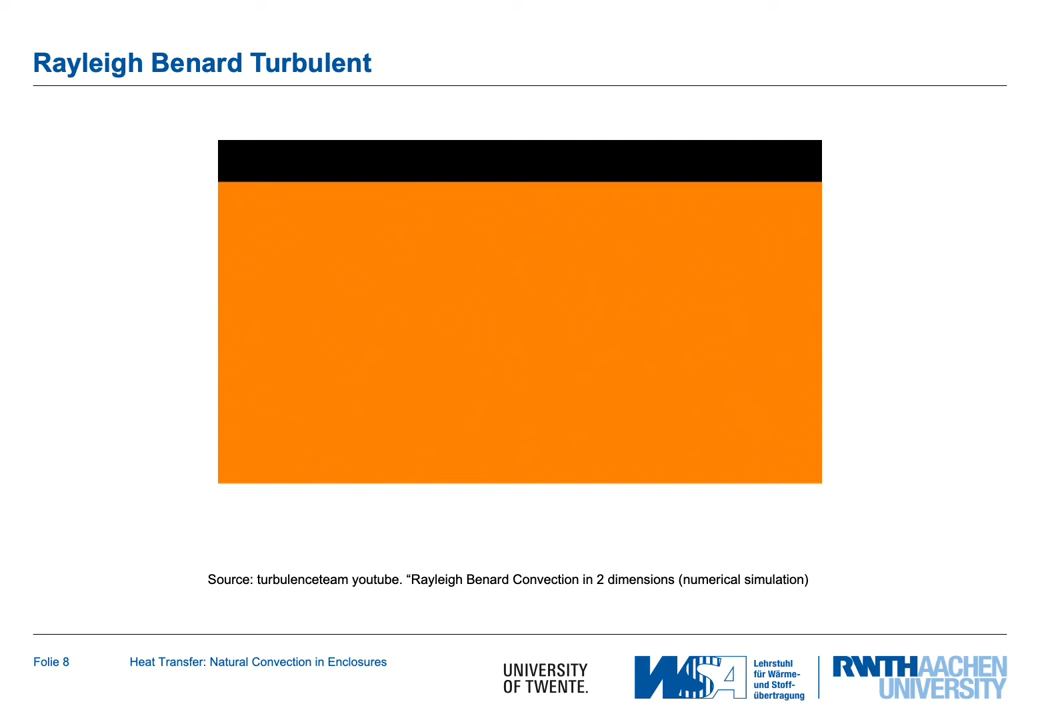 Rayleigh Benard Turbulent
Source: turbulenceteam youtube. “Rayleigh Benard Convection in 2 dimensions (numerical simulation)
Folie 8
Heat Transfer: Natural Convection in Enclosures
UNIVERSITY
OF TWENTE.
WSA
Lehrstuhl
für Wärme-
und Stoff-
übertragung
RWTHAACHEN
UNIVERSITY